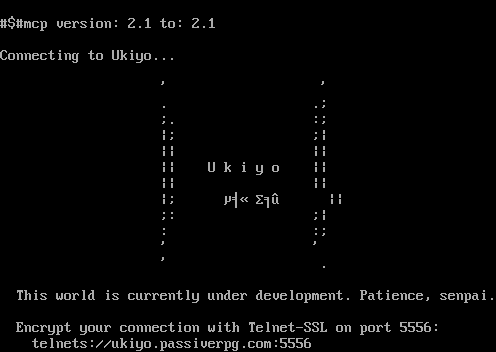 #$#mcp version: 2.1 to: 2.1
Connecting to Ukiyo...
U k i y o
µ╡« Σ╕û
This world is currently under development. Patience, senpai.
Encrypt your connection with Telnet-SSL on port 5556:
telnets://ukiyo.passiverpg.com:5556